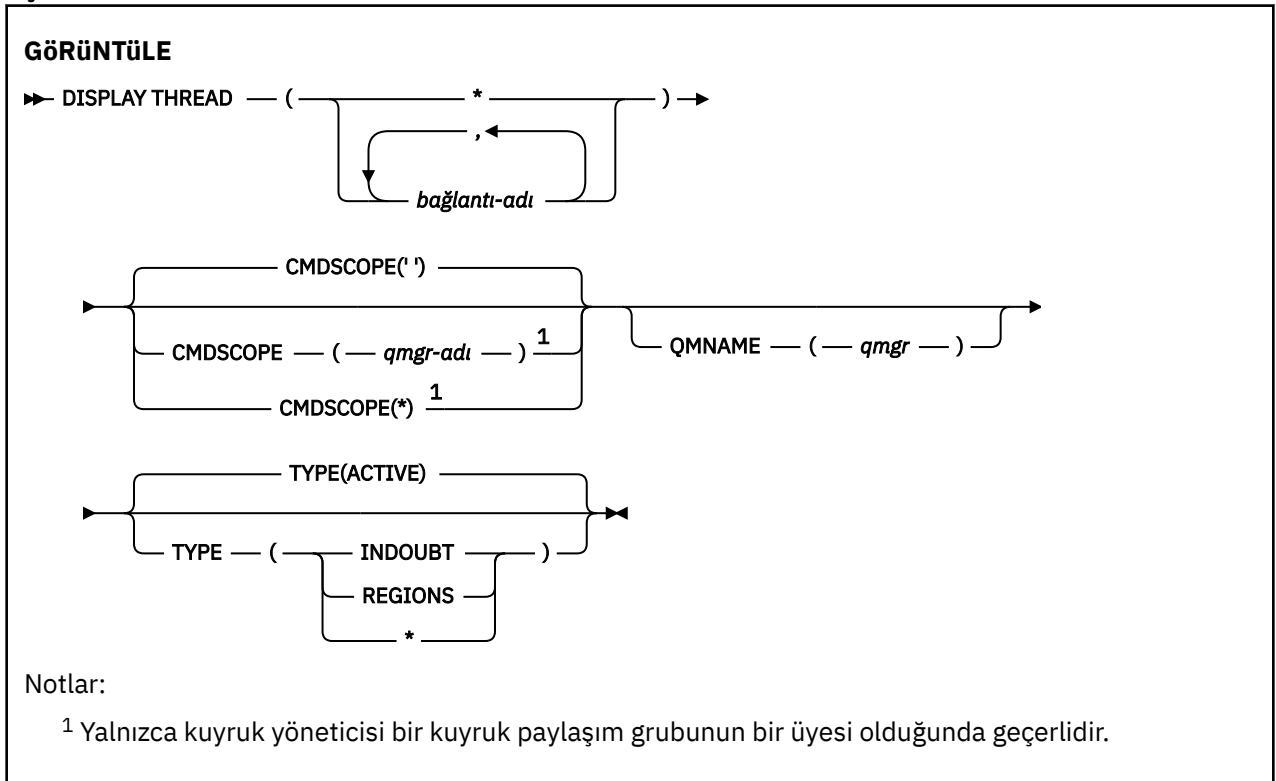 GöRüNTüLE
DISPLAY THREAD ( * )
,
bağlantı-adı
CMDSCOPE(' ')
CMDSCOPE ( qmgr-adı ) 1
QMNAME ( qmgr )
CMDSCOPE(*) 1
TYPE(ACTIVE)
TYPE ( INDOUBT )
REGIONS
*
Notlar:
1 Yalnızca kuyruk yöneticisi bir kuyruk paylaşım grubunun bir üyesi olduğunda geçerlidir.